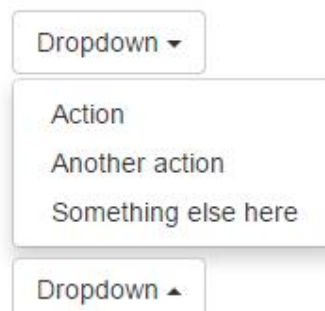 Dropdown
Action
Another action
Something else here
Dropdown